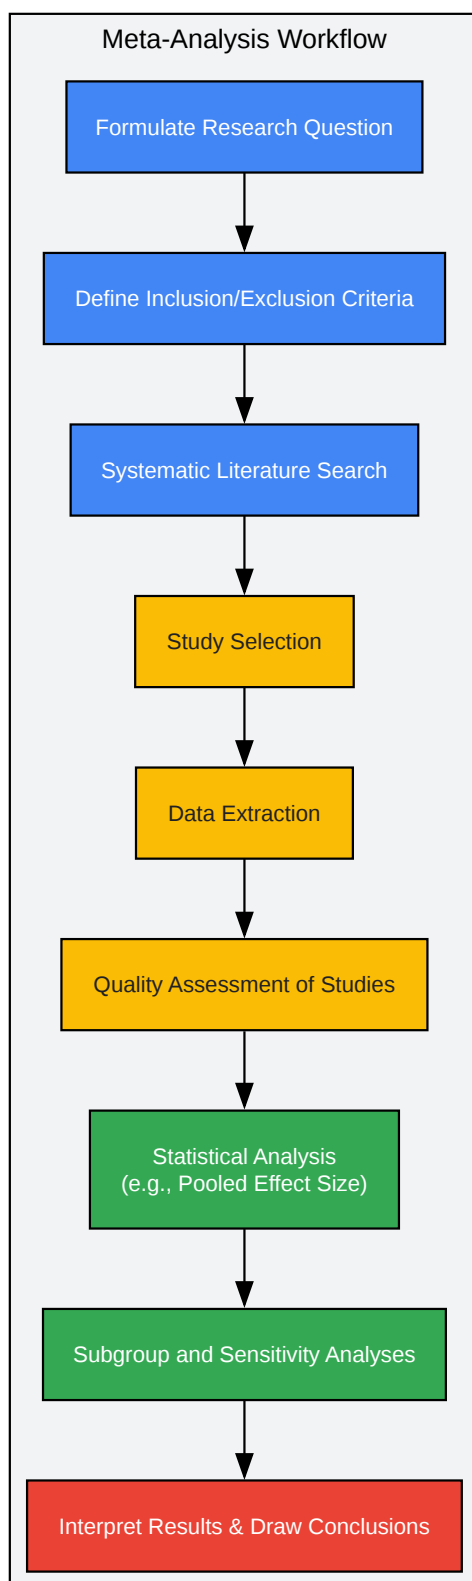 Meta-Analysis Workflow
Formulate Research Question
Define Inclusion/Exclusion Criteria
Systematic Literature Search
Study Selection
Data Extraction
Quality Assessment of Studies
Statistical Analysis
(e.g., Pooled Effect Size)
Subgroup and Sensitivity Analyses
Interpret Results & Draw Conclusions